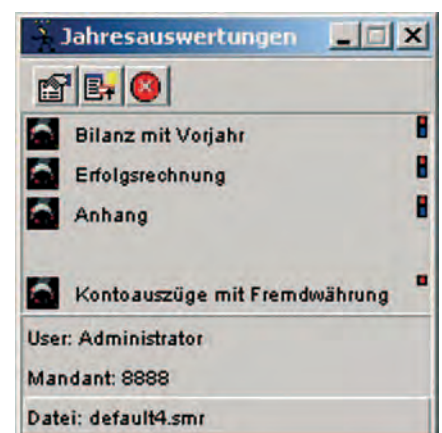 Jahresauswertungen
Bilanz mit Vorjahr
Erfolgsrechnung
Anhang
Kontoauszüge mit Fremdwährung
User: Administrator
Mandant: 8888
Datei: default4.smr